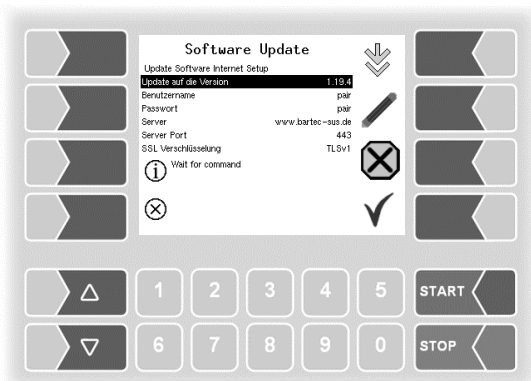 Software Update
Update Software Internet Setup
Update auf die Version 1.19.4
Benutzername pair
Passwort pair
Server www.bartec-sus.de
Server Port 443
SSL Verschlüsselung TLSv1
i Wait for command
1 2 3 4 5 START
6 7 8 9 0 STOP